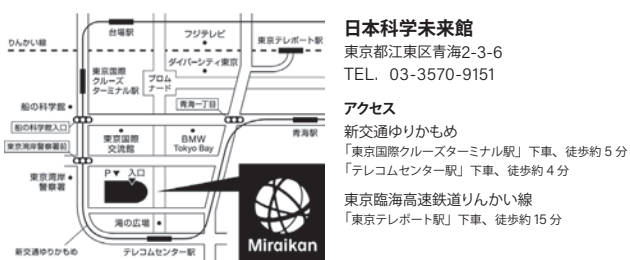 台場駅
フジテレビ
りんかい線
東京テレポート駅
ダイバーシティ東京
東京国際
クルーズ
ターミナル駅
プロム
ナード
船の科学館
青海一丁目
船の科学館入口
東京国際
交流館
BMW
Tokyo Bay
青海駅
東京湾岸警察署前
東京湾岸
警察署
P▼ 入口
滝の広場
Miraikan
新交通ゆりかもめ
テレコムセンター駅
日本科学未来館
東京都江東区青海2-3-6
TEL. 03-3570-9151
アクセス
新交通ゆりかもめ
「東京国際クルーズターミナル駅」下車、徒歩約 5 分
「テレコムセンター駅」下車、徒歩約 4 分
東京臨海高速鉄道りんかい線
「東京テレポート駅」下車、徒歩約 15 分